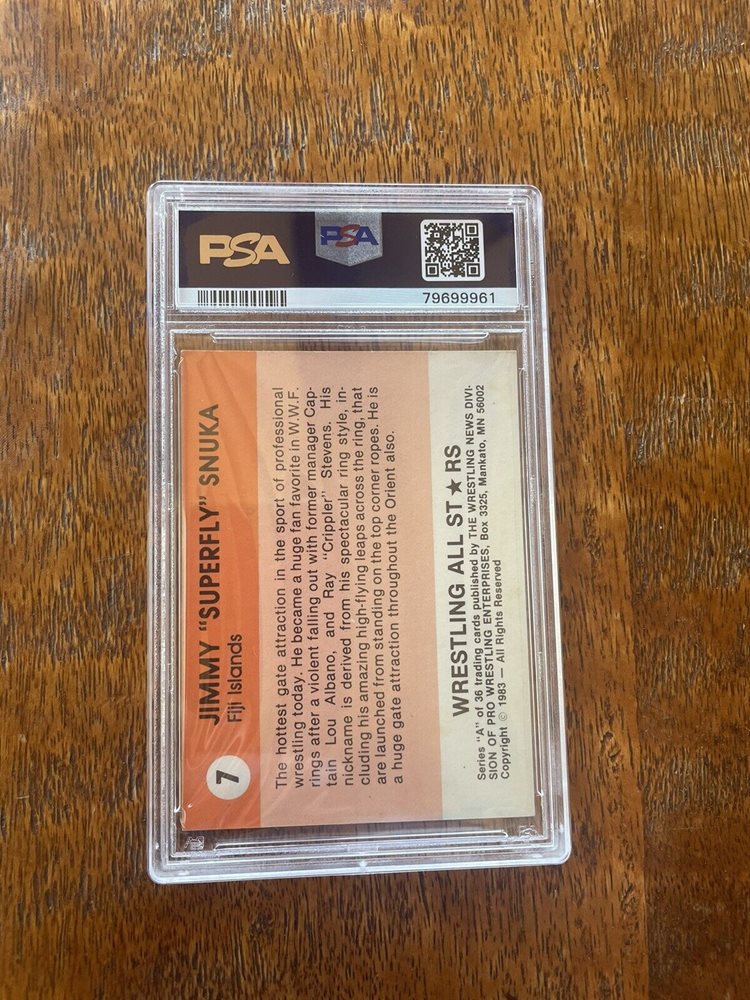 PSA
PSA
79699961
7
JIMMY "SUPERFLY" SNUKA
Fiji Islands
The hottest gate attraction in the sport of professional
wrestling today. He became a huge fan favorite in W.W.F.
rings after a violent falling out with former manager Cap-
tain Lou Albano, and Ray "Crippler" Stevens. His
nickname is derived from his spectacular ring style, in-
cluding his amazing high-flying leaps across the ring, that
are launched from standing on the top corner ropes. He is
a huge gate attraction throughout the Orient also.
WRESTLING ALL ST★RS
Series "A" of 36 trading cards published by THE WRESTLING NEWS DIVI-
SION OF PRO WRESTLING ENTERPRISES, Box 3325, Mankato, MN 56002
Copyright © 1983 — All Rights Reserved